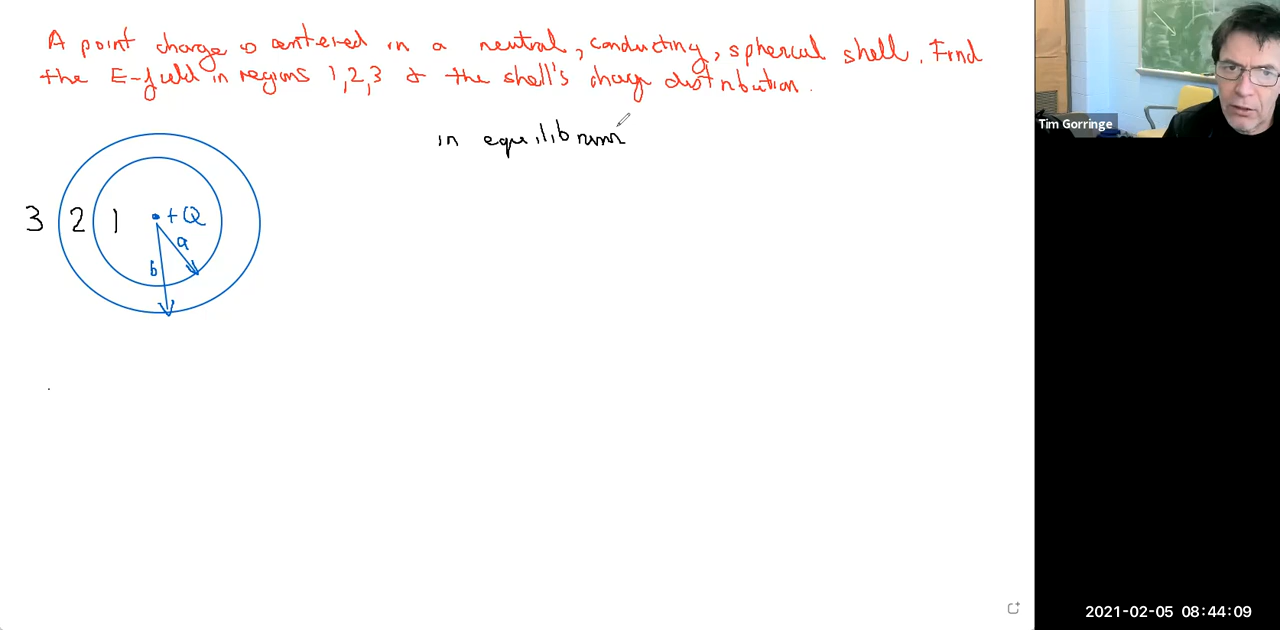 A point charge is centered in a neutral, conducting, spherical shell. Find
the E-field in regions 1,2,3 & the shell's charge distribution.
in equilibrium
Tim Gorringe
3 2 1 +Q
a
b
2021-02-05 08:44:09